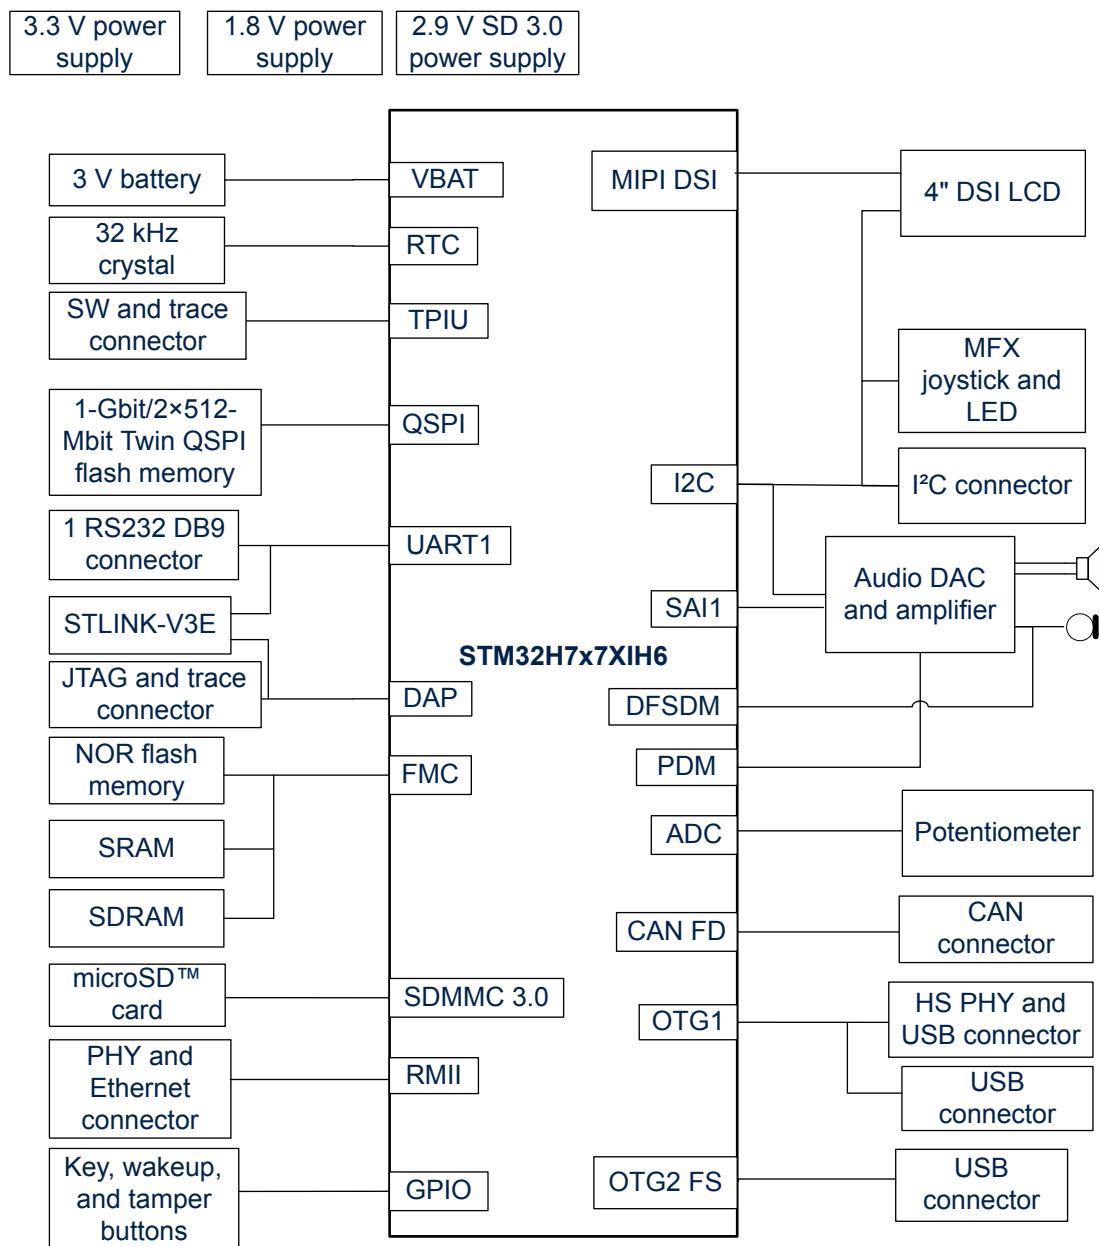 3.3 V power
supply
1.8 V power
supply
2.9 V SD 3.0
power supply
3 V battery
VBAT
MIPI DSI
4" DSI LCD
32 kHz
crystal
RTC
SW and trace
connector
TPIU
MFX
joystick and
LED
1-Gbit/2×512-
Mbit Twin QSPI
flash memory
QSPI
I2C
I²C connector
1 RS232 DB9
connector
UART1
Audio DAC
and amplifier
STLINK-V3E
SAI1
STM32H7x7XIH6
JTAG and trace
connector
DAP
DFSDM
NOR flash
memory
FMC
PDM
SRAM
ADC
Potentiometer
SDRAM
CAN FD
CAN
connector
microSD™
card
SDMMC 3.0
OTG1
HS PHY and
USB connector
PHY and
Ethernet
connector
RMII
USB
connector
Key, wakeup,
and tamper
buttons
GPIO
OTG2 FS
USB
connector